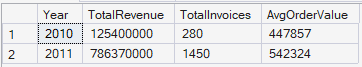 Year TotalRevenue TotalInvoices AvgOrderValue
1 2010 125400000 280 447857
2 2011 786370000 1450 542324